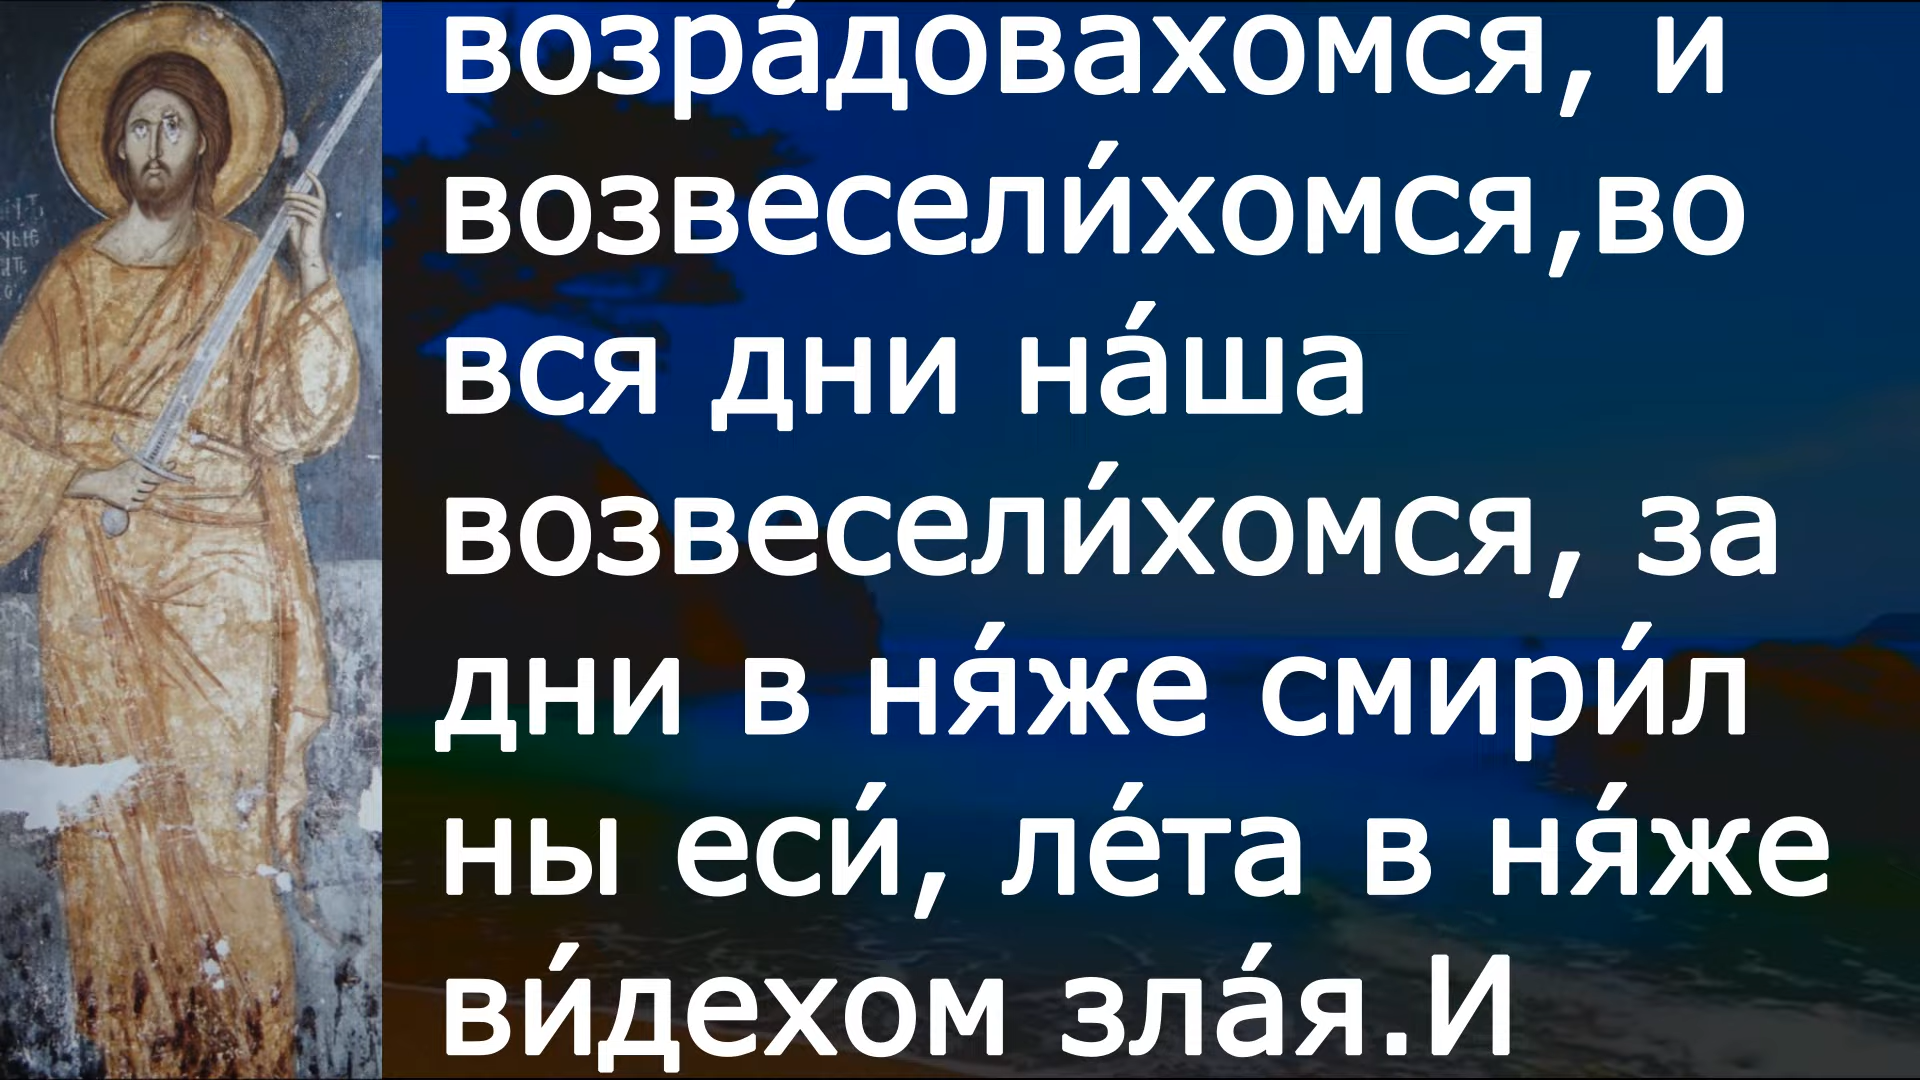 возра́довахомся, и
возвесели́хомся,во
вся дни на́ша
возвесели́хомся, за
дни в ня́же смири́л
ны еси́, ле́та в ня́же
ви́дехом зла́я.И